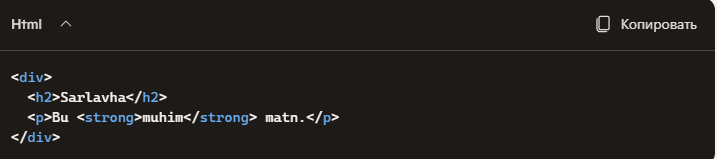 Html
Копировать
<div>
  <h2>Sarlavha</h2>
  <p>Bu <strong>muhim</strong> matn.</p>
</div>